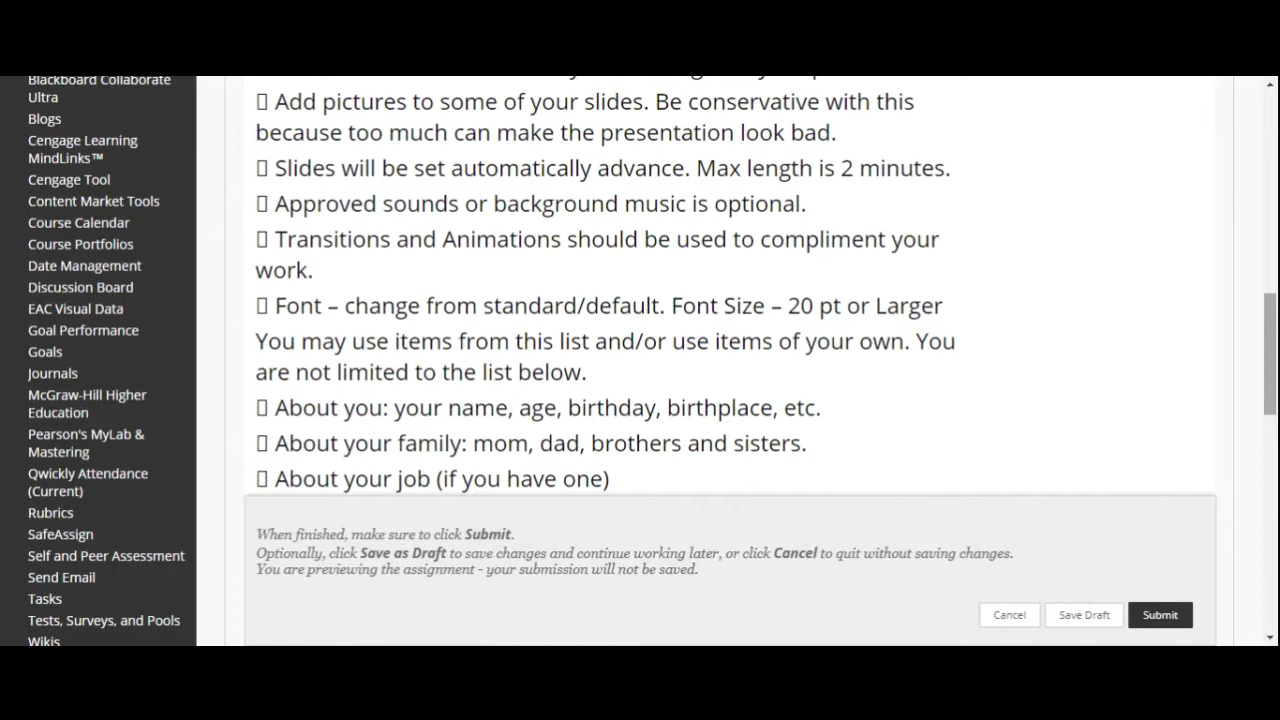 Blackboard Collaborate
Ultra
Blogs
Cengage Learning
MindLinks™
Cengage Tool
Content Market Tools
Course Calendar
Course Portfolios
Date Management
Discussion Board
EAC Visual Data
Goal Performance
Goals
Journals
McGraw-Hill Higher
Education
Pearson's MyLab &
Mastering
Qwickly Attendance
(Current)
Rubrics
SafeAssign
Self and Peer Assessment
Send Email
Tasks
Tests, Surveys, and Pools
Wikis
Add pictures to some of your slides. Be conservative with this
because too much can make the presentation look bad.
Slides will be set automatically advance. Max length is 2 minutes.
Approved sounds or background music is optional.
Transitions and Animations should be used to compliment your
work.
Font – change from standard/default. Font Size – 20 pt or Larger
You may use items from this list and/or use items of your own. You
are not limited to the list below.
About you: your name, age, birthday, birthplace, etc.
About your family: mom, dad, brothers and sisters.
About your job (if you have one)
When finished, make sure to click Submit.
Optionally, click Save as Draft to save changes and continue working later, or click Cancel to quit without saving changes.
You are previewing the assignment - your submission will not be saved.
Cancel
Save Draft
Submit